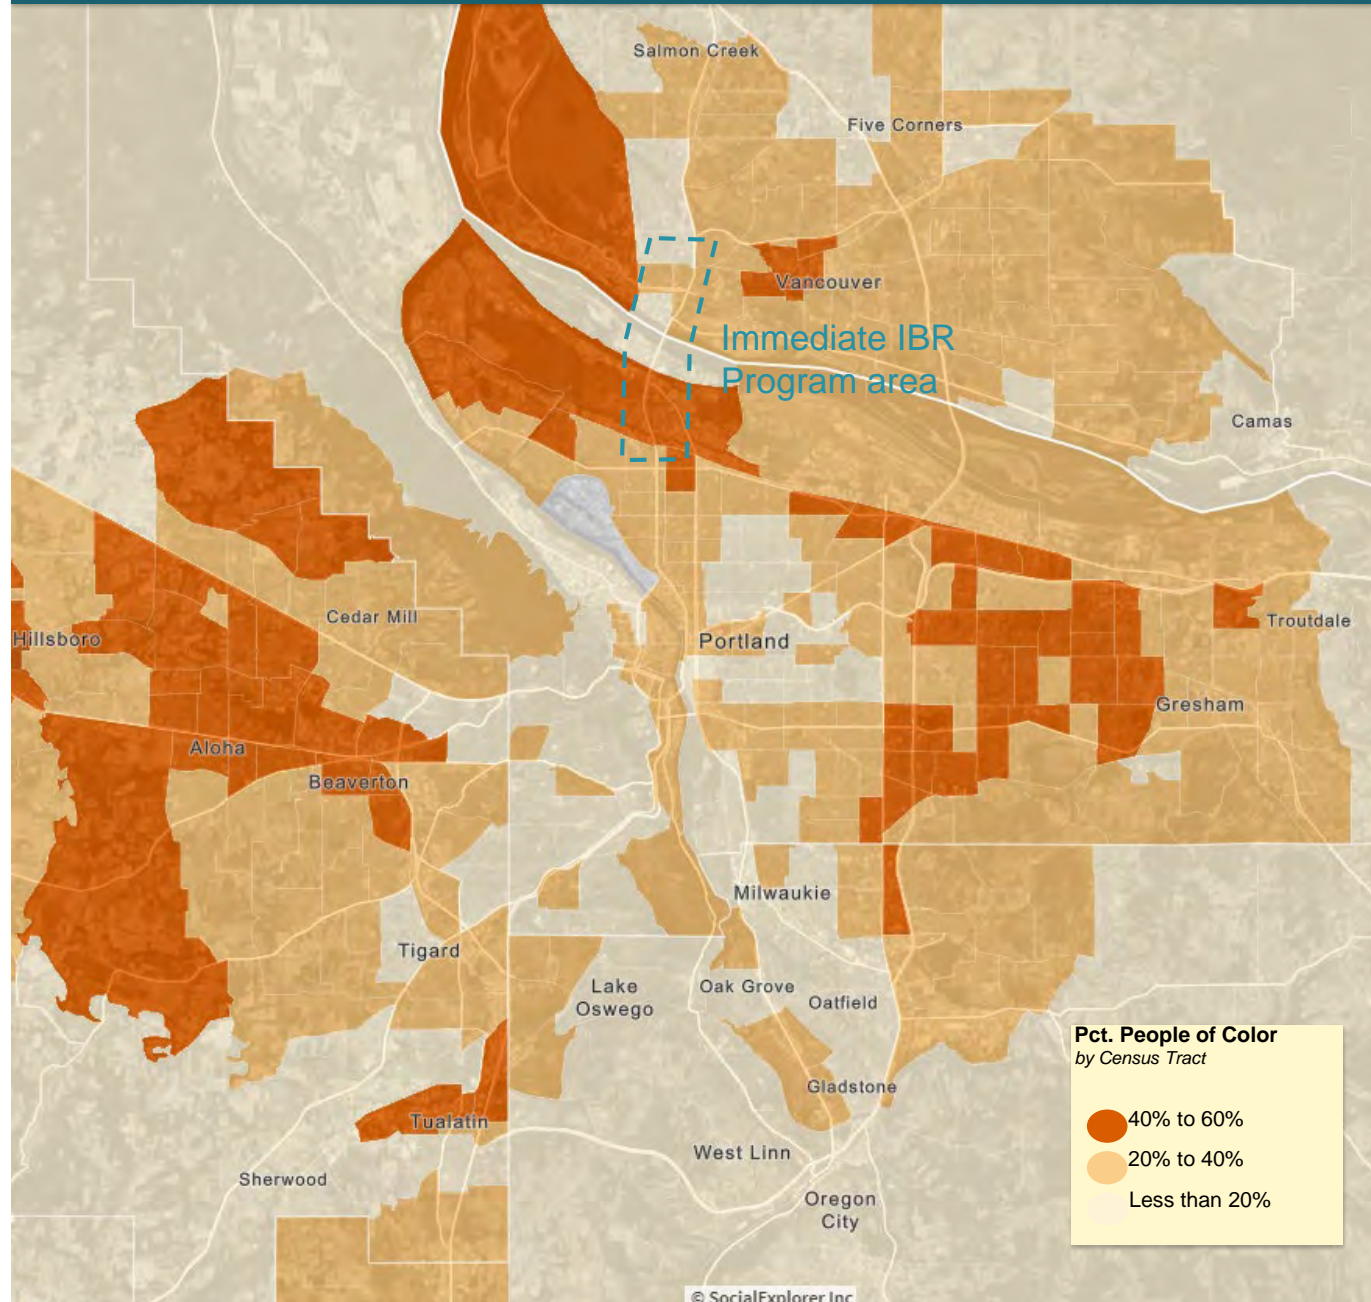 Salmon Creek
Five Corners
Vancouver
Immediate IBR
Program area
Camas
Cedar Mill
Hillsboro
Portland
Troutdale
Gresham
Aloha
Beaverton
Milwaukie
Tigard
Lake
Oswego
Oak Grove
Oatfield
Pct. People of Color
by Census Tract
40% to 60%
20% to 40%
Less than 20%
Gladstone
Tualatin
West Linn
Sherwood
Oregon
City
© SocialExplorer Inc